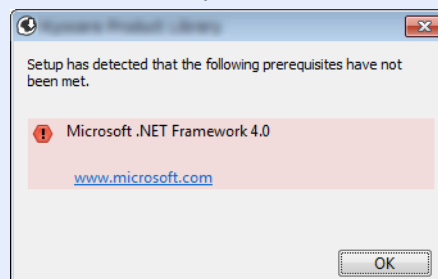 Setup has detected that the following prerequisites have not
been met.
Microsoft .NET Framework 4.0
www.microsoft.com
OK